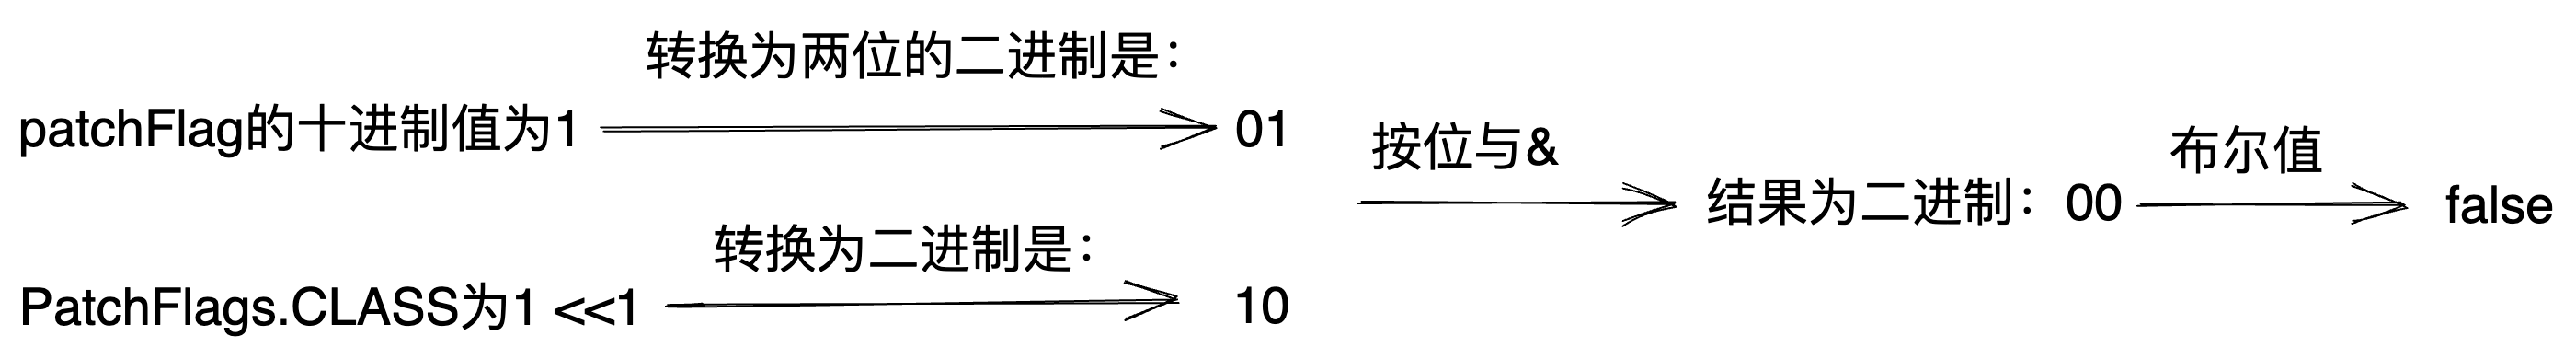 转换为两位的二进制是：
patchFlag的十进制值为1
01
按位与&
布尔值
结果为二进制：00
false
转换为二进制是：
PatchFlags.CLASS为1 <<1
10